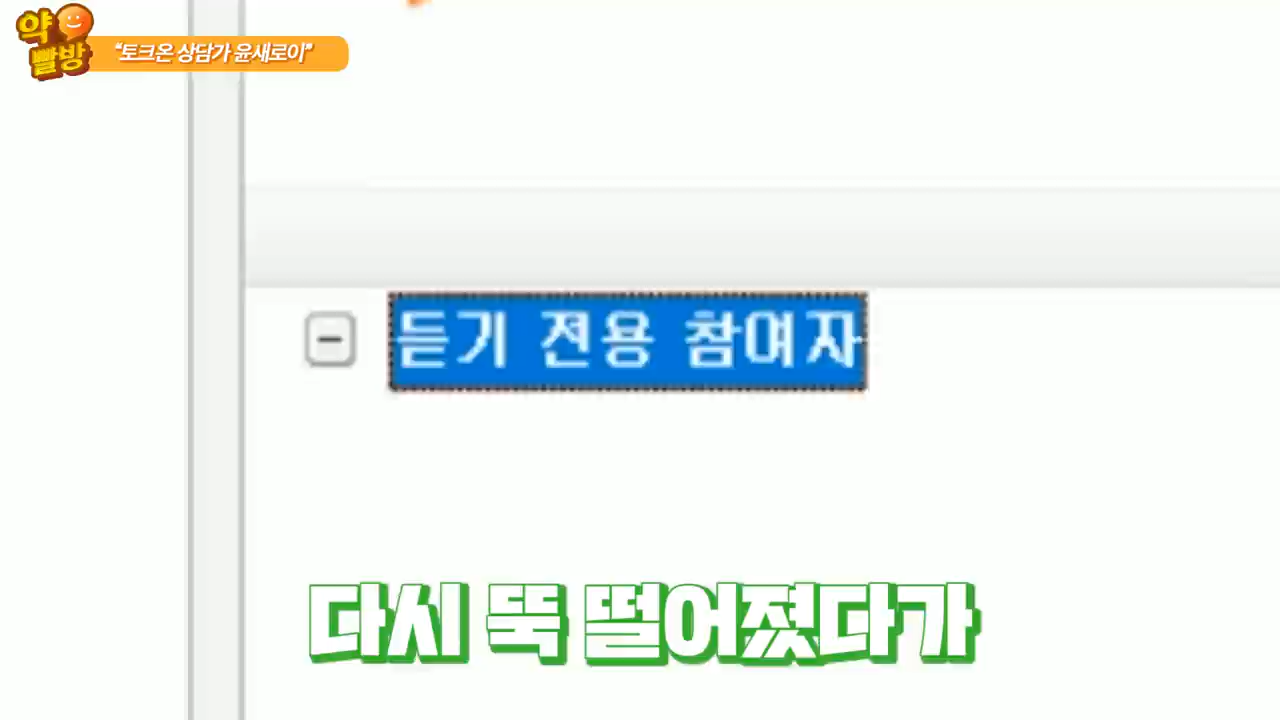 약
빨방
“토크온 상담가 윤새로이”
듣기 전용 참여자
다시 뚝 떨어졌다가